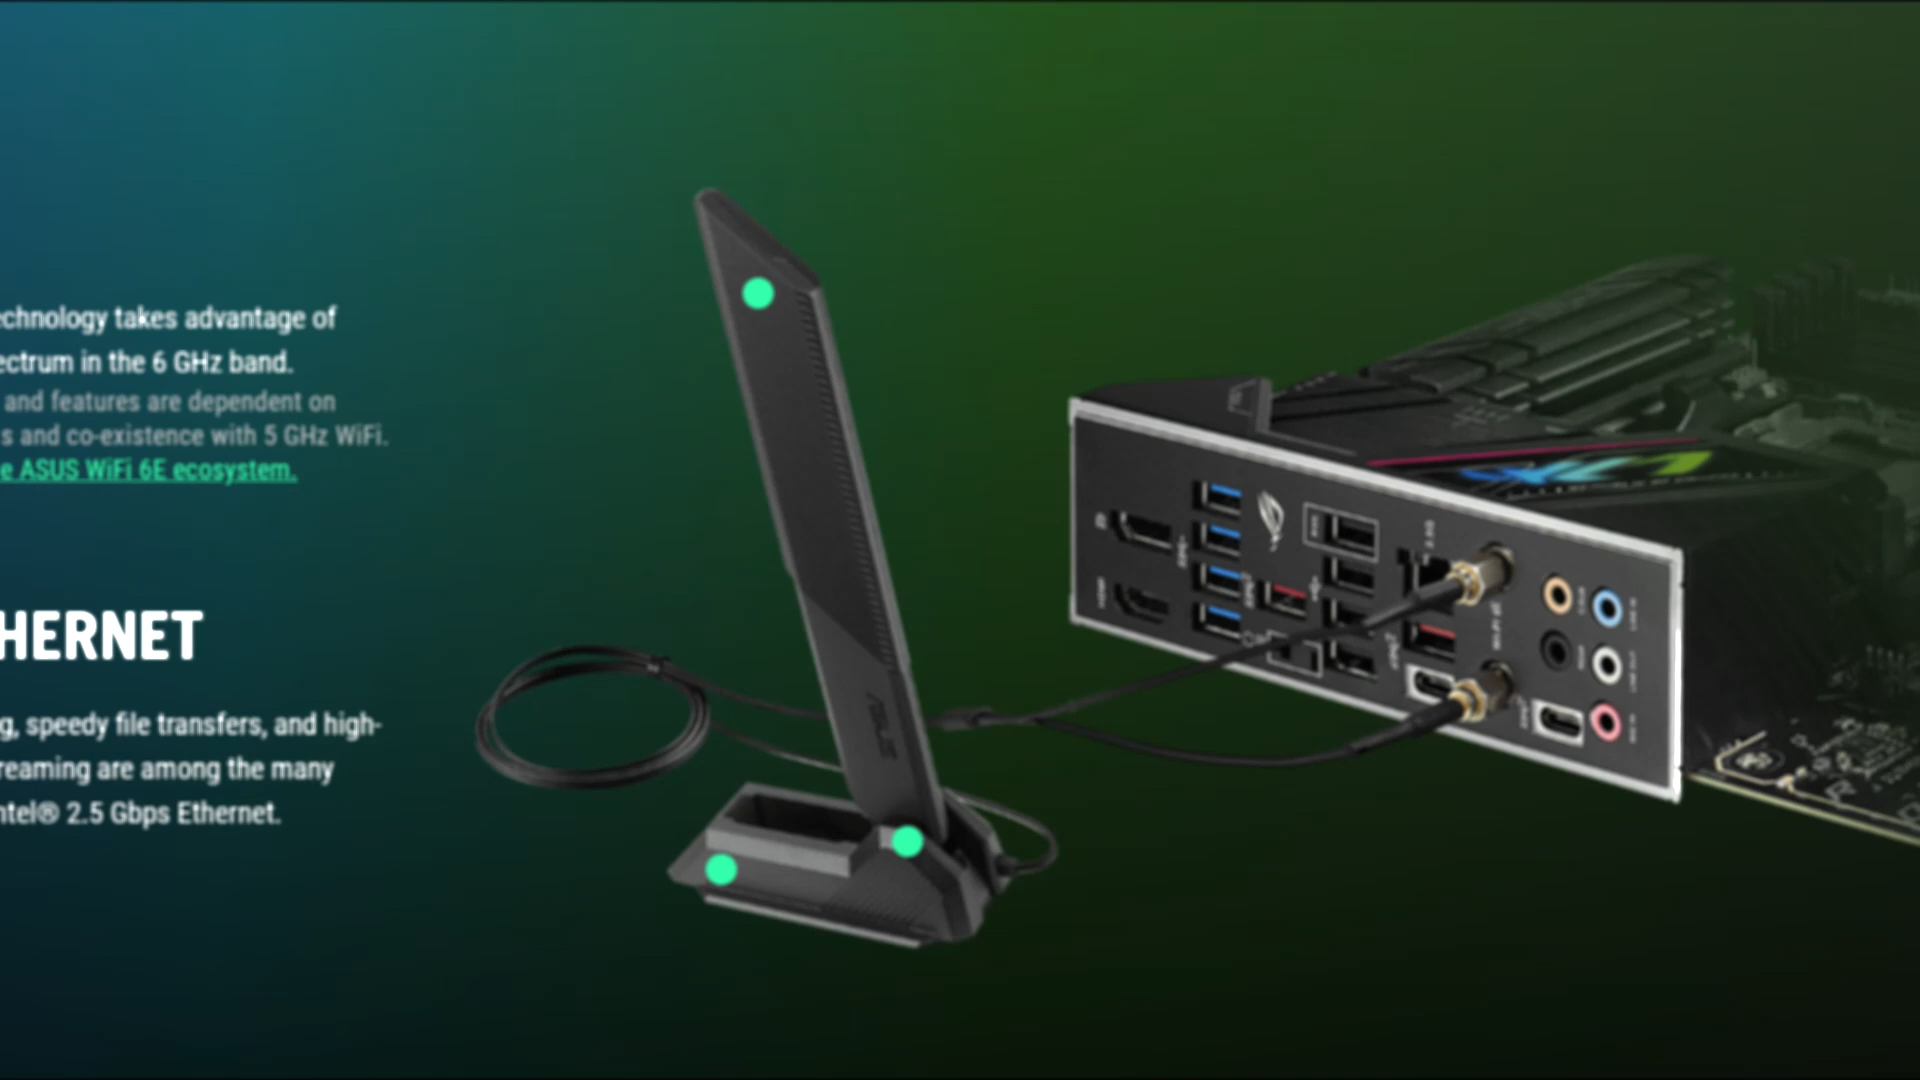 echnology takes advantage of
ectrum in the 6 GHz band.
and features are dependent on
s and co-existence with 5 GHz WiFi.
e ASUS WiFi 6E ecosystem.
HERNET
g, speedy file transfers, and high-
reaming are among the many
ntel® 2.5 Gbps Ethernet.
ASUS
HDMI